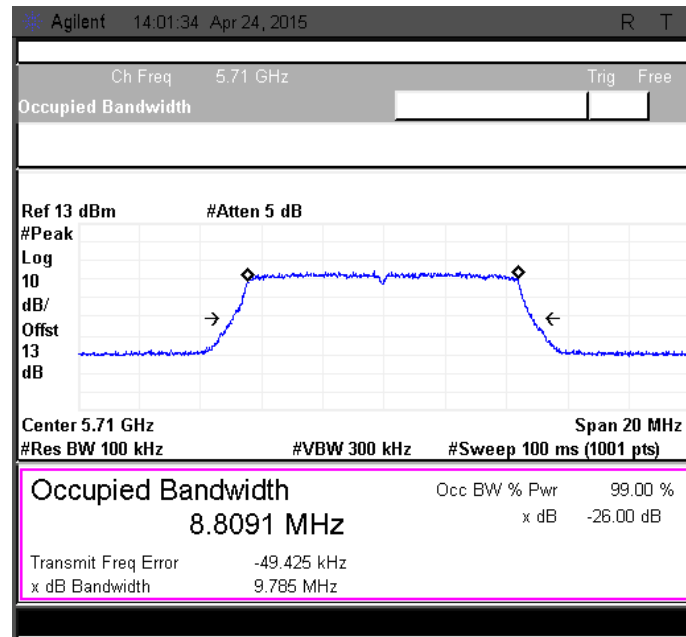 Agilent 14:01:34 Apr 24, 2015 R T
Ch Freq 5.71 GHz Trig Free
Occupied Bandwidth
Ref 13 dBm #Atten 5 dB
#Peak
Log
10
dB/
Offst
13
dB
Center 5.71 GHz Span 20 MHz
#Res BW 100 kHz #VBW 300 kHz #Sweep 100 ms (1001 pts)
Occupied Bandwidth Occ BW % Pwr 99.00 %
8.8091 MHz x dB -26.00 dB
Transmit Freq Error -49.425 kHz
x dB Bandwidth 9.785 MHz